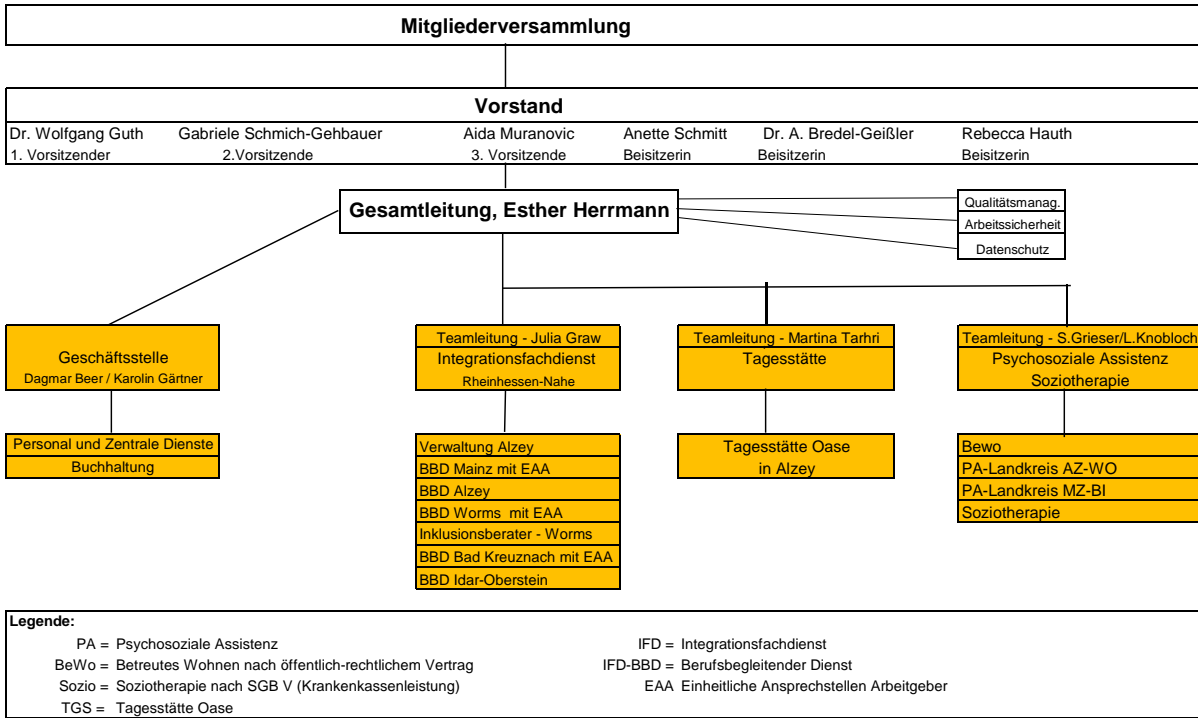 Mitgliederversammlung
Vorstand
Dr. Wolfgang Guth Gabriele Schmich-Gehbauer Aida Muranovic Anette Schmitt Dr. A. Bredel-Geißler Rebecca Hauth
1. Vorsitzender 2.Vorsitzende 3. Vorsitzende Beisitzerin Beisitzerin Beisitzerin
Gesamtleitung, Esther Herrmann
Qualitätsmanag.
Arbeitssicherheit
Datenschutz
Geschäftsstelle
Dagmar Beer / Karolin Gärtner
Personal und Zentrale Dienste
Buchhaltung
Teamleitung - Julia Graw
Integrationsfachdienst
Rheinhessen-Nahe
Verwaltung Alzey
BBD Mainz mit EAA
BBD Alzey
BBD Worms mit EAA
Inklusionsberater - Worms
BBD Bad Kreuznach mit EAA
BBD Idar-Oberstein
Teamleitung - Martina Tarhri
Tagesstätte
Tagesstätte Oase
in Alzey
Teamleitung - S.Grieser/L.Knobloch
Psychosoziale Assistenz
Soziotherapie
Bewo
PA-Landkreis AZ-WO
PA-Landkreis MZ-BI
Soziotherapie
Legende:
PA = Psychosoziale Assistenz
BeWo = Betreutes Wohnen nach öffentlich-rechtlichem Vertrag
Sozio = Soziotherapie nach SGB V (Krankenkassenleistung)
TGS = Tagesstätte Oase
IFD = Integrationsfachdienst
IFD-BBD = Berufsbegleitender Dienst
EAA Einheitliche Ansprechstellen Arbeitgeber